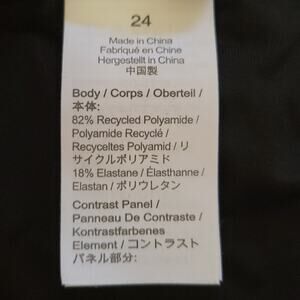 24
Made in China
Fabriqué en Chine
Hergestellt in China
中国製
Body / Corps / Oberteil /
本体:
82% Recycled Polyamide /
Polyamide Recyclé /
Recyceltes Polyamid / リ
サイクルポリアミド
18% Elastane / Élasthanne /
Elastan / ポリウレタン
Contrast Panel /
Panneau De Contraste /
Kontrastfarbenes
Element / コントラスト
パネル部分: